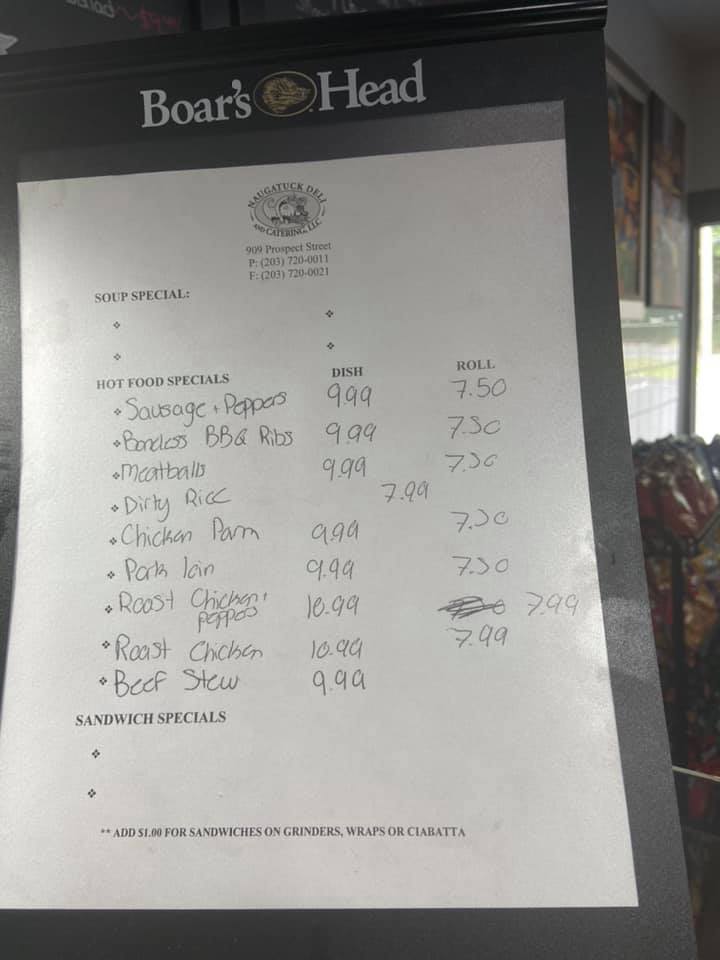 Boar's Head
NAUGATUCK DELI
AND CATERING, LLC
909 Prospect Street
P: (203) 720-0011
F: (203) 720-0021
SOUP SPECIAL:
HOT FOOD SPECIALS DISH ROLL
Sausage + Peppers 9.99 7.50
Boneless BBQ Ribs 9.99 7.50
Meatballs 9.99 7.50
Dirty Rice 7.99
Chicken Parm 9.99 7.50
Pork loin 9.99 7.50
Roast Chicken + 10.99 7.99
peppers
Roast Chicken 10.99 7.99
Beef Stew 9.99
SANDWICH SPECIALS
** ADD $1.00 FOR SANDWICHES ON GRINDERS, WRAPS OR CIABATTA